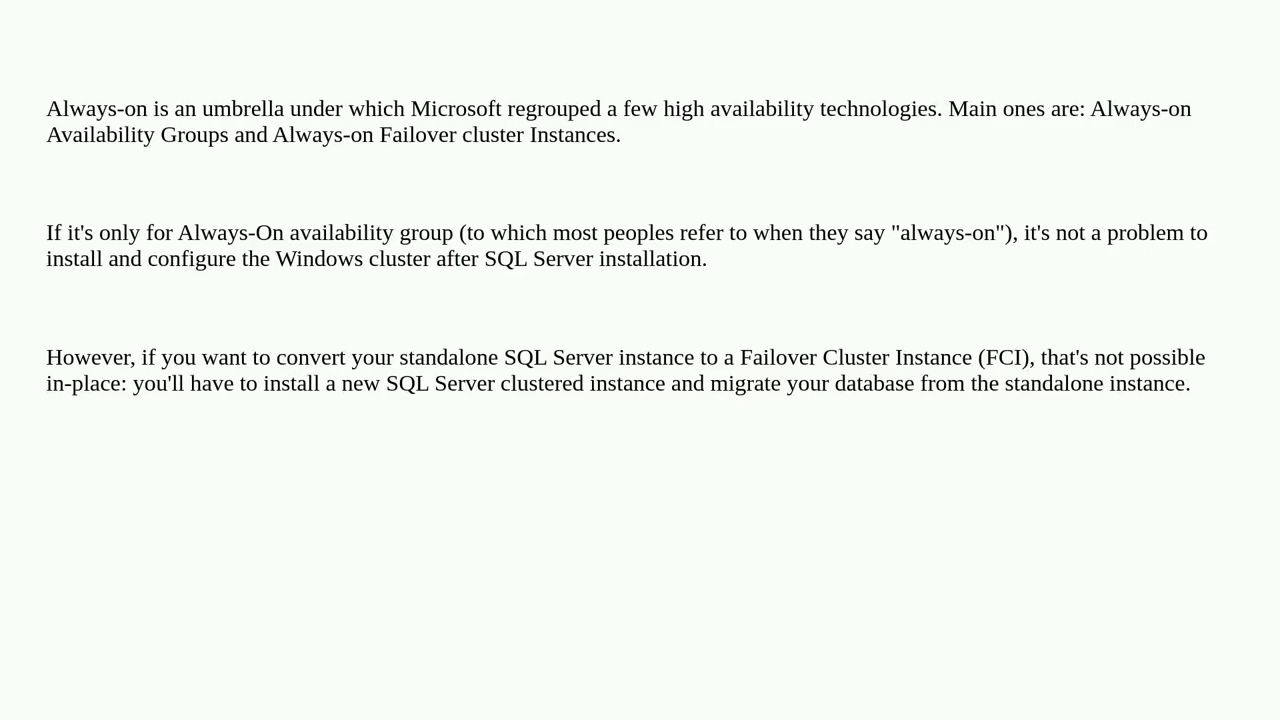 Always-on is an umbrella under which Microsoft regrouped a few high availability technologies. Main ones are: Always-on
Availability Groups and Always-on Failover cluster Instances.
If it's only for Always-On availability group (to which most peoples refer to when they say "always-on"), it's not a problem to
install and configure the Windows cluster after SQL Server installation.
However, if you want to convert your standalone SQL Server instance to a Failover Cluster Instance (FCI), that's not possible
in-place: you'll have to install a new SQL Server clustered instance and migrate your database from the standalone instance.